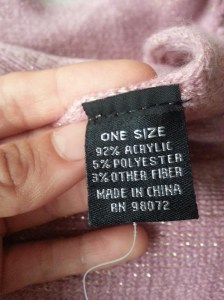 ONE SIZE
92% ACRYLIC
5% POLYESTER
3% OTHER FIBER
MADE IN CHINA
RN 98072